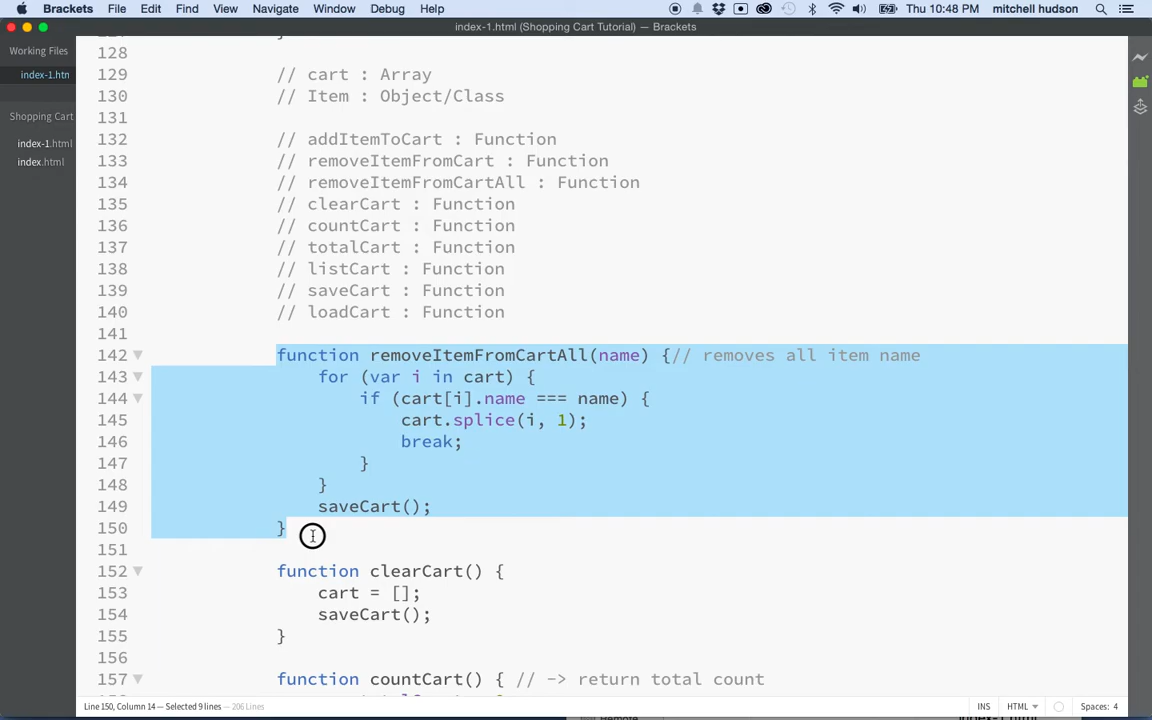 Brackets File Edit View Navigate Window Debug Help Thu 10:48 PM mitchell hudson
index-1.html (Shopping Cart Tutorial) — Brackets
Working Files
index-1.htm
Shopping Cart
index-1.html
index.html
128
129 // cart : Array
130 // Item : Object/Class
131
132 // addItemToCart : Function
133 // removeItemFromCart : Function
134 // removeItemFromCartAll : Function
135 // clearCart : Function
136 // countCart : Function
137 // totalCart : Function
138 // listCart : Function
139 // saveCart : Function
140 // loadCart : Function
141
142 function removeItemFromCartAll(name) {// removes all item name
143 for (var i in cart) {
144 if (cart[i].name === name) {
145 cart.splice(i, 1);
146 break;
147 }
148 }
149 saveCart();
150 }
151
152 function clearCart() {
153 cart = [];
154 saveCart();
155 }
156
157 function countCart() { // -> return total count
Line 150, Column 14 — Selected 9 lines — 206 Lines INS HTML Spaces: 4